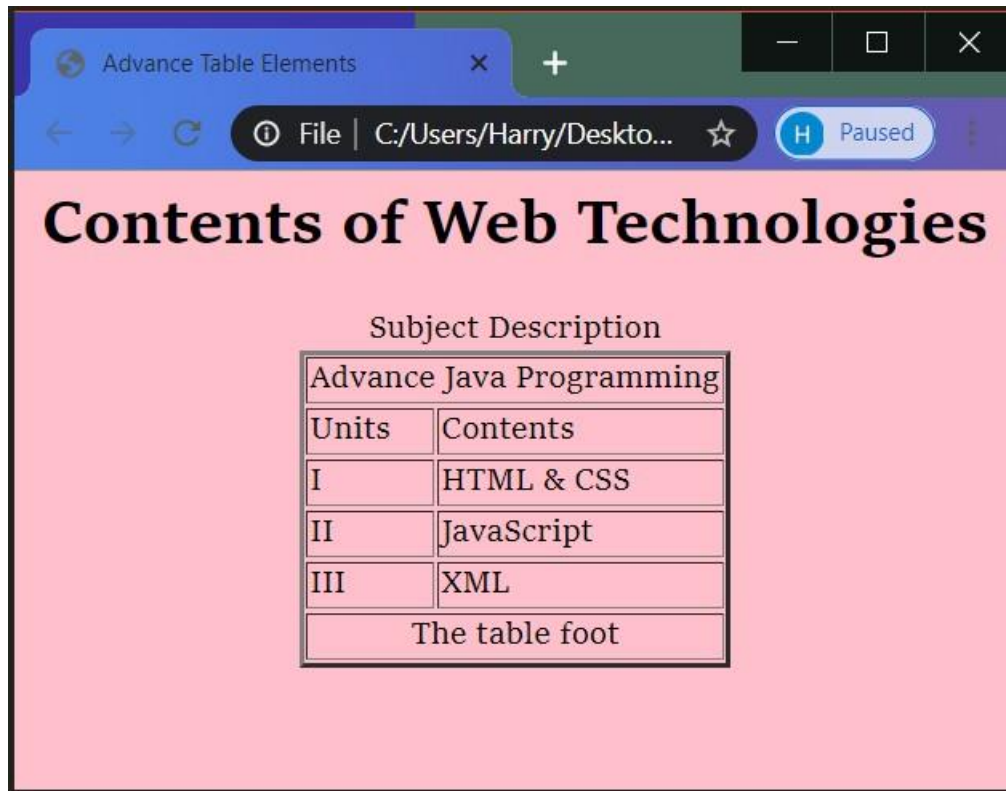 Advance Table Elements
File | C:/Users/Harry/Deskto... H Paused
Contents of Web Technologies
Subject Description
Advance Java Programming
Units Contents
I HTML & CSS
II JavaScript
III XML
The table foot